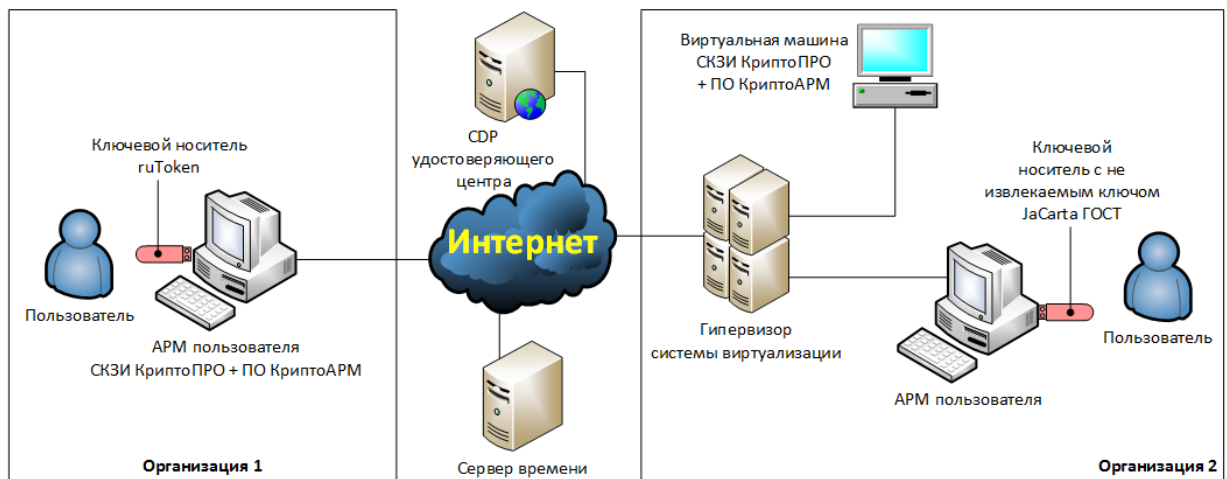 Ключевой носитель
ruToken
Пользователь
АРМ пользователя
СКЗИ КриптоПРО + ПО КриптоАРМ
Организация 1
CDP
удостоверяющего
центра
Интернет
Сервер времени
Виртуальная машина
СКЗИ КриптоПРО
+ ПО КриптоАРМ
Гипервизор
системы виртуализации
Ключевой
носитель с не
извлекаемым ключом
JaCarta ГОСТ
Пользователь
АРМ пользователя
Организация 2